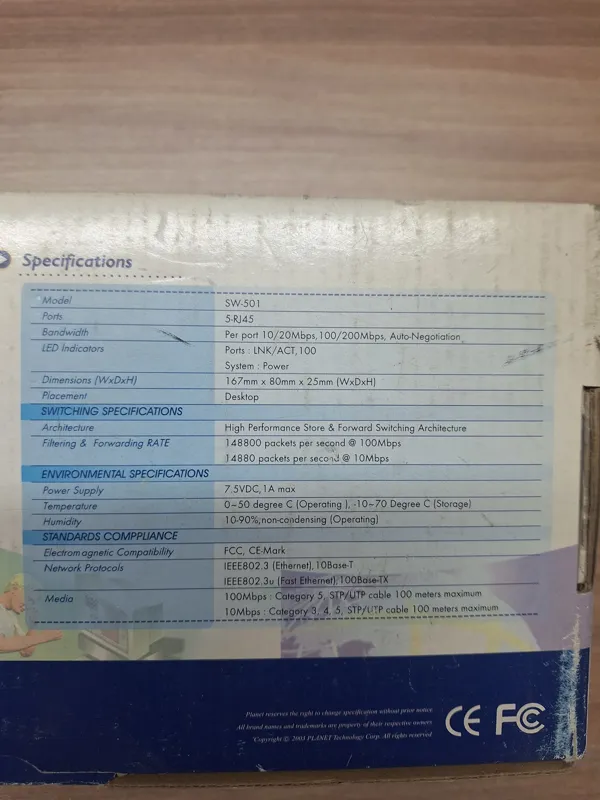 Specifications
Model SW-501
Ports 5-RJ45
Bandwidth Per port 10/20Mbps,100/200Mbps, Auto-Negotiation
LED Indicators Ports : LNK/ACT,100
System : Power
Dimensions (WxDxH) 167mm x 80mm x 25mm (WxDxH)
Placement Desktop
SWITCHING SPECIFICATIONS
Architecture High Performance Store & Forward Switching Architecture
Filtering & Forwarding RATE 148800 packets per second @ 100Mbps
14880 packets per second @ 10Mbps
ENVIRONMENTAL SPECIFICATIONS
Power Supply 7.5VDC,1A max
Temperature 0~50 degree C (Operating ), -10~70 Degree C (Storage)
Humidity 10-90%,non-condensing (Operating)
STANDARDS COMPPLIANCE
Electromagnetic Compatibility FCC, CE-Mark
Network Protocols IEEE802.3 (Ethernet),10Base-T
IEEE802.3u (Fast Ethernet),100Base-TX
Media 100Mbps : Category 5, STP/UTP cable 100 meters maximum
10Mbps : Category 3, 4, 5, STP/UTP cable 100 meters maximum
Planet reserves the right to change specification without prior notice
All brand names and trademarks are property of their respective owners
Copyright © 2003 PLANET Technology Corp. All rights reserved
CE FC